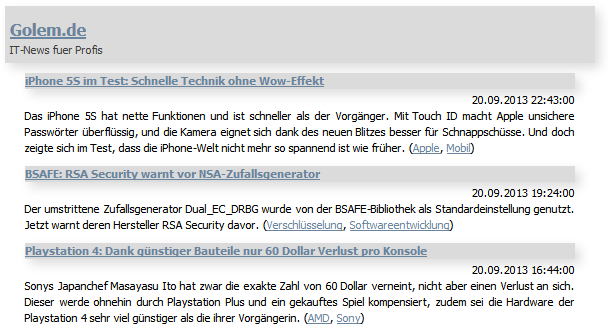 Golem.de
IT-News fuer Profis
iPhone 5S im Test: Schnelle Technik ohne Wow-Effekt
20.09.2013 22:43:00
Das iPhone 5S hat nette Funktionen und ist schneller als der Vorgänger. Mit Touch ID macht Apple unsichere
Passwörter überflüssig, und die Kamera eignet sich dank des neuen Blitzes besser für Schnappschüsse. Und doch
zeigte sich im Test, dass die iPhone-Welt nicht mehr so spannend ist wie früher. (Apple, Mobil)
BSAFE: RSA Security warnt vor NSA-Zufallsgenerator
20.09.2013 19:24:00
Der umstrittene Zufallsgenerator Dual_EC_DRBG wurde von der BSAFE-Bibliothek als Standardeinstellung genutzt.
Jetzt warnt deren Hersteller RSA Security davor. (Verschlüsselung, Softwareentwicklung)
Playstation 4: Dank günstiger Bauteile nur 60 Dollar Verlust pro Konsole
20.09.2013 16:44:00
Sonys Japanchef Masayasu Ito hat zwar die exakte Zahl von 60 Dollar verneint, nicht aber einen Verlust an sich.
Dieser werde ohnehin durch Playstation Plus und ein gekauftes Spiel kompensiert, zudem sei die Hardware der
Playstation 4 sehr viel günstiger als die ihrer Vorgängerin. (AMD, Sony)